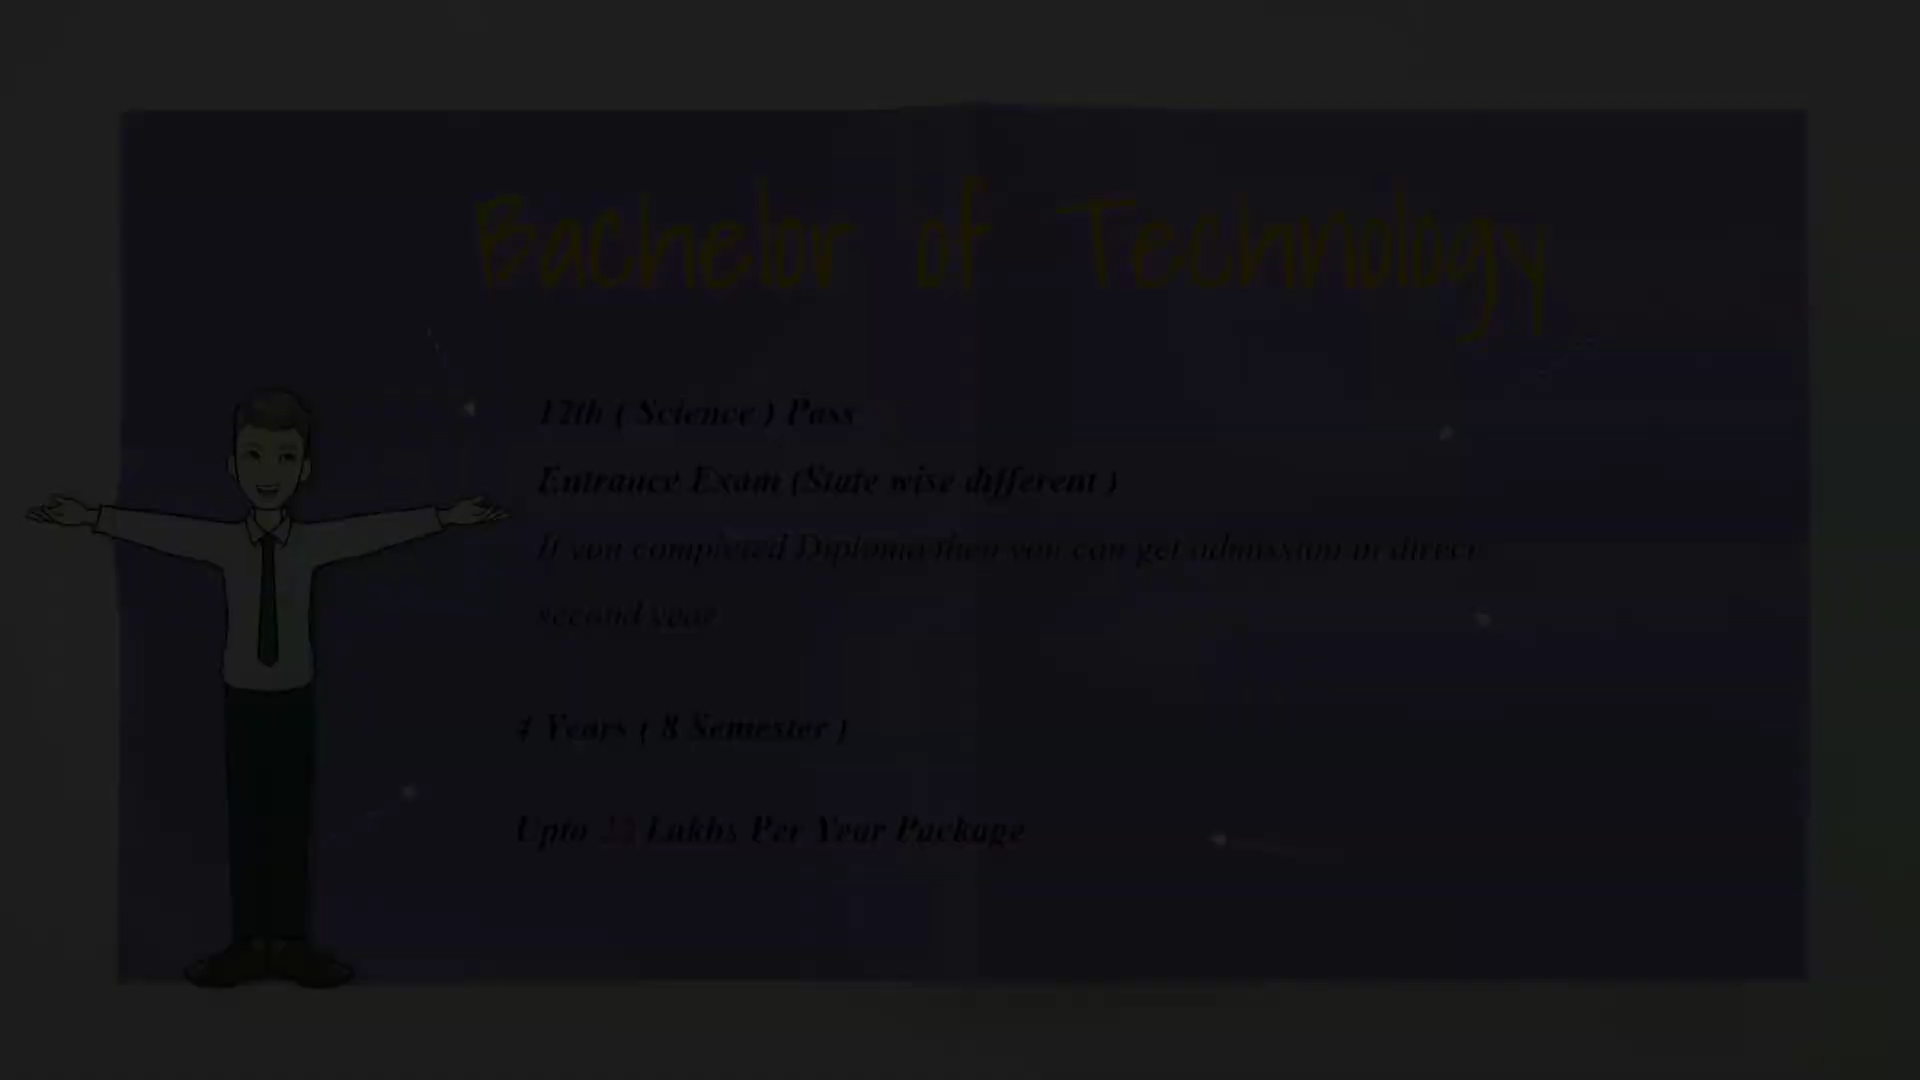 Bachelor of Technology
12th ( Science ) Pass
Entrance Exam (State wise different )
If you completed Diploma then you can get admission in direct
second year
4 Years ( 8 Semester )
Upto Lakhs Per Year Package